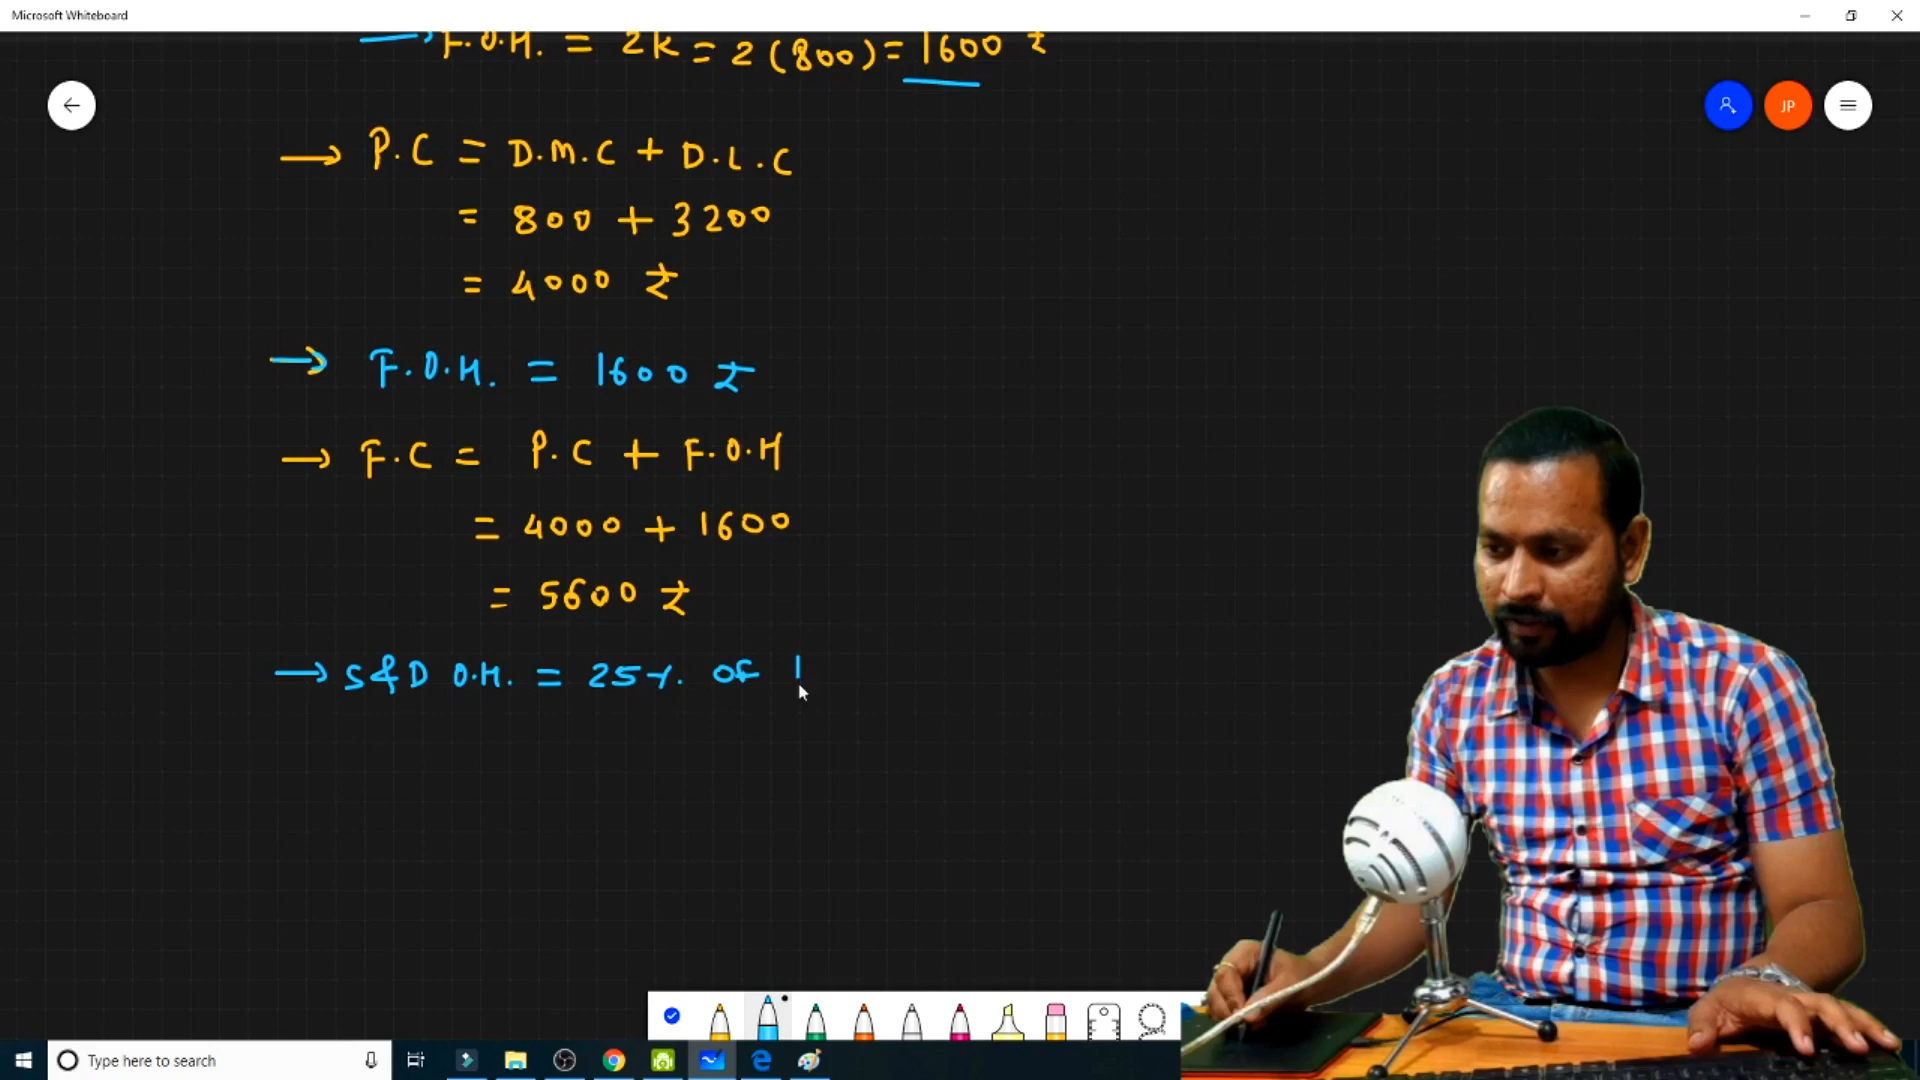 Microsoft Whiteboard
F.O.H. = 2K = 2 (800) = 1600 ₹
JP
→ P.C = D.M.C + D.L.C
= 800 + 3200
= 4000 ₹
→ F.O.H. = 1600 ₹
→ F.C = P.C + F.O.H
= 4000 + 1600
= 5600 ₹
→ S&D O.H. = 25%. of
Type here to search